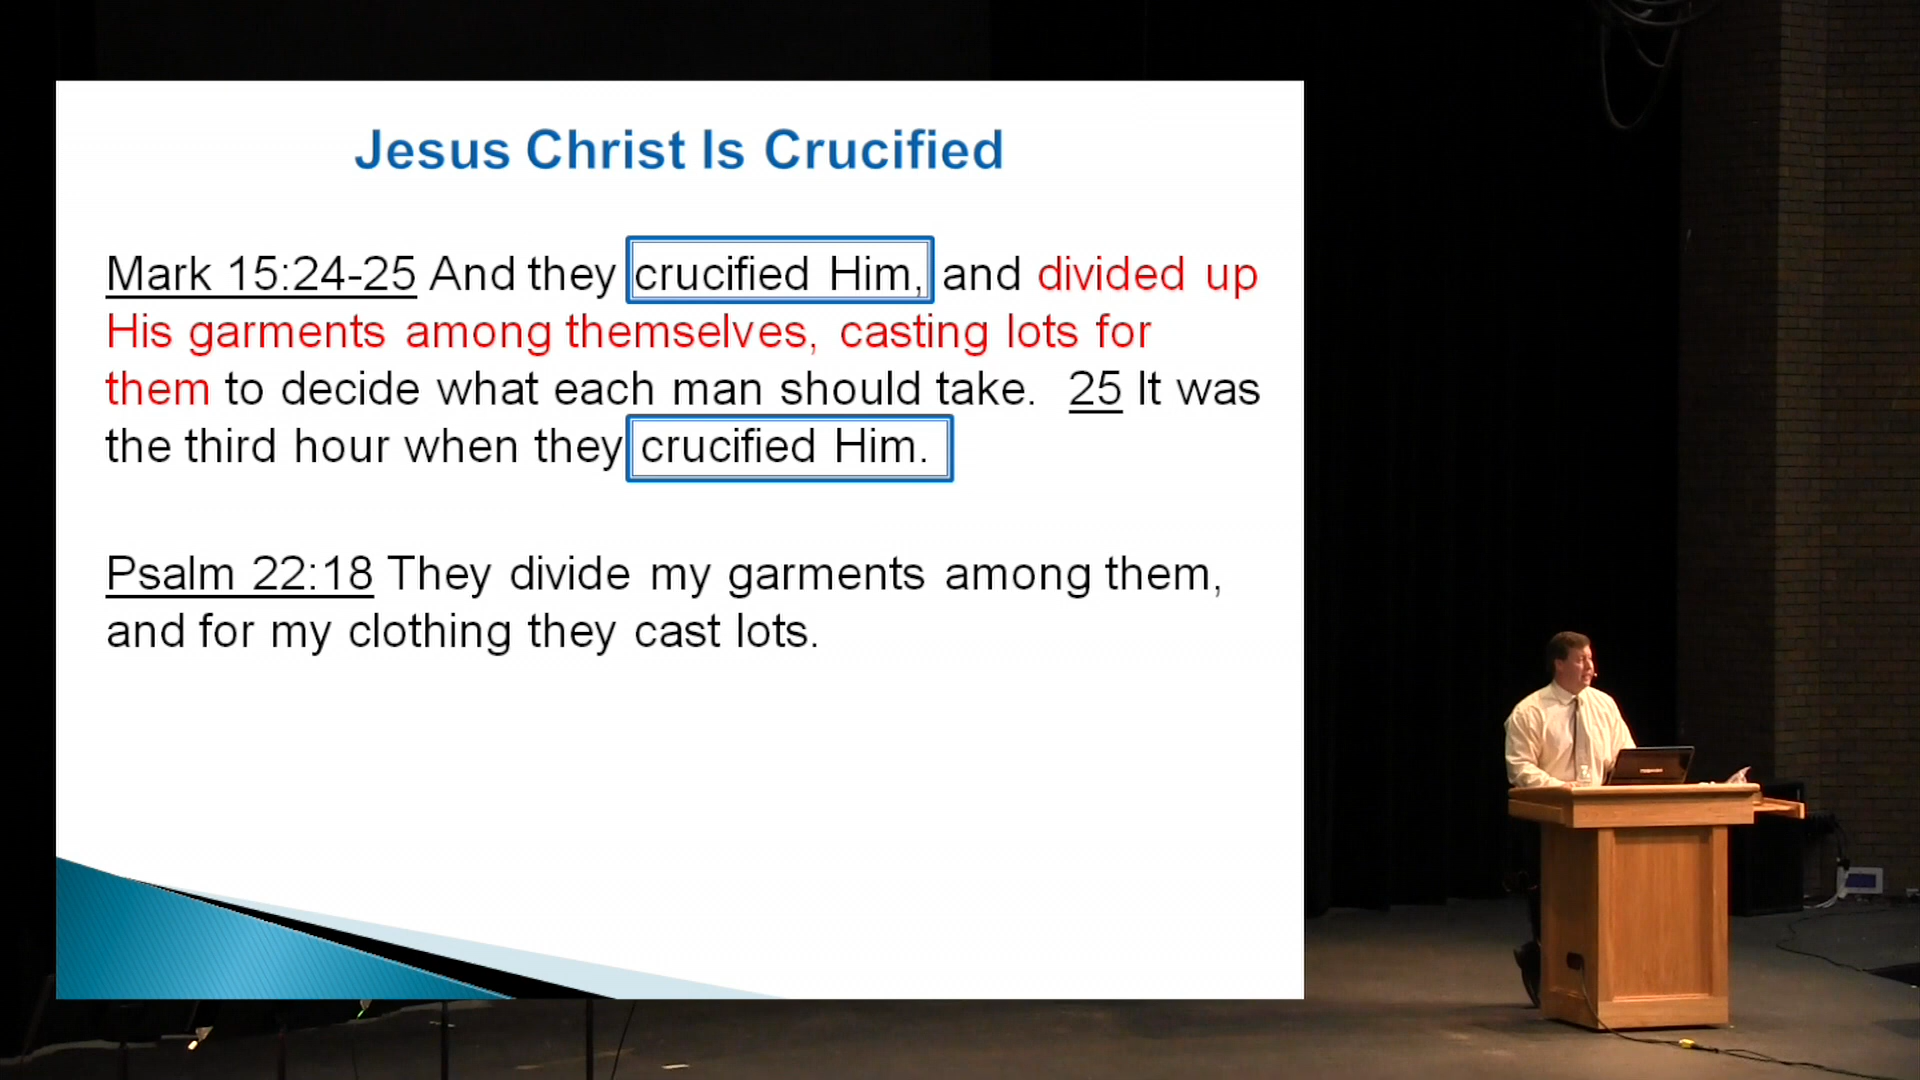 Jesus Christ Is Crucified
Mark 15:24-25 And they crucified Him, and divided up
His garments among themselves, casting lots for
them to decide what each man should take. 25 It was
the third hour when they crucified Him.
Psalm 22:18 They divide my garments among them,
and for my clothing they cast lots.
TOSHIBA